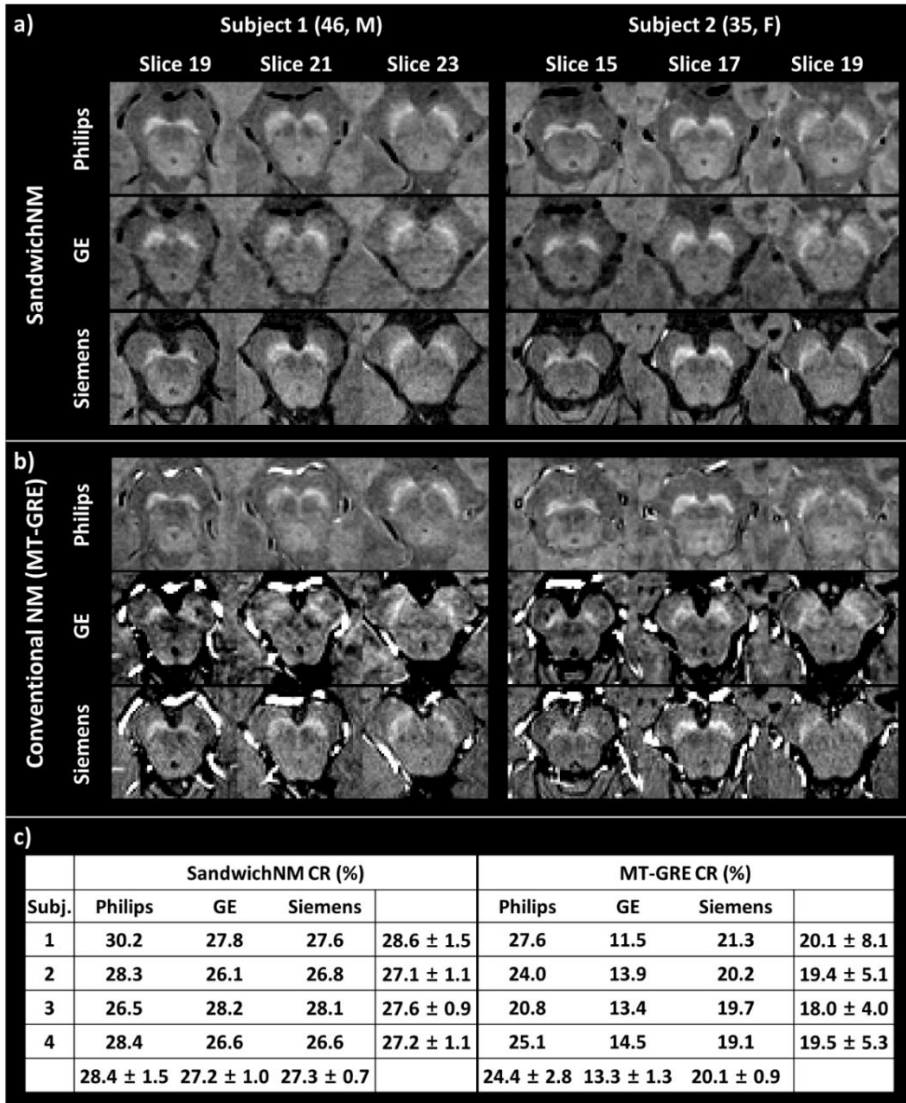 a)
Subject 1 (46, M) Subject 2 (35, F)
Slice 19 Slice 21 Slice 23 Slice 15 Slice 17 Slice 19
SandwichNM
Philips
GE
Siemens
b)
Conventional NM (MT-GRE)
Philips
GE
Siemens
c)
SandwichNM CR (%) MT-GRE CR (%)
Subj. Philips GE Siemens Philips GE Siemens
1 30.2 27.8 27.6 28.6 ± 1.5 27.6 11.5 21.3 20.1 ± 8.1
2 28.3 26.1 26.8 27.1 ± 1.1 24.0 13.9 20.2 19.4 ± 5.1
3 26.5 28.2 28.1 27.6 ± 0.9 20.8 13.4 19.7 18.0 ± 4.0
4 28.4 26.6 26.6 27.2 ± 1.1 25.1 14.5 19.1 19.5 ± 5.3
28.4 ± 1.5 27.2 ± 1.0 27.3 ± 0.7 24.4 ± 2.8 13.3 ± 1.3 20.1 ± 0.9